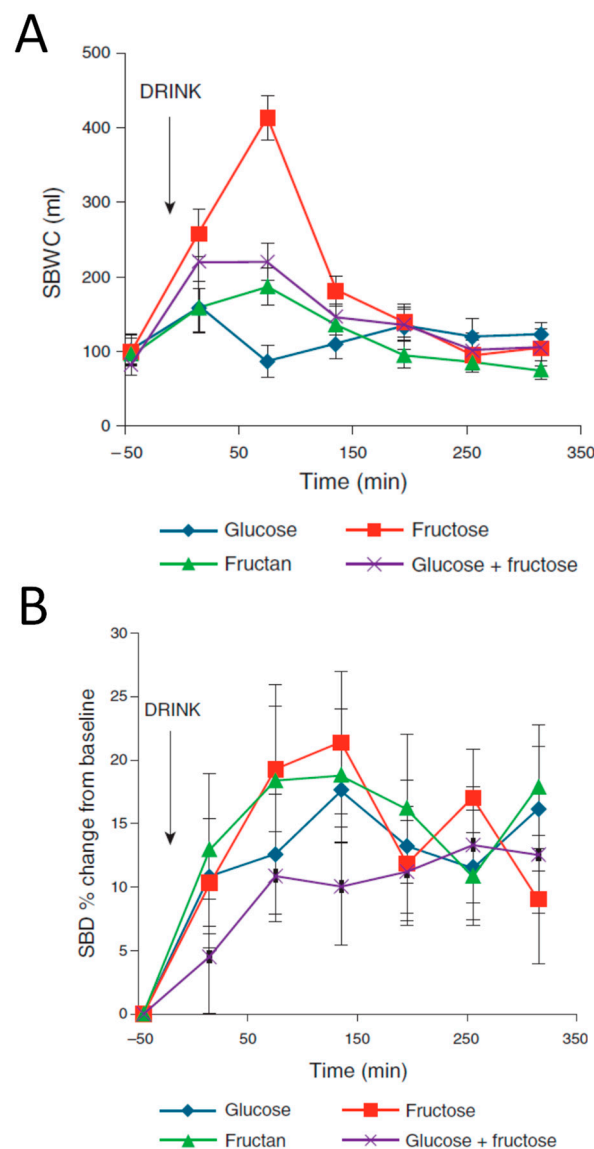 A
500
DRINK
400
300
200
100
0
SBWC (ml)
−50 50 150 250 350
Time (min)
Glucose Fructose
Fructan Glucose + fructose
B
30
25
DRINK
20
15
10
5
0
SBD % change from baseline
−50 50 150 250 350
Time (min)
Glucose Fructose
Fructan Glucose + fructose